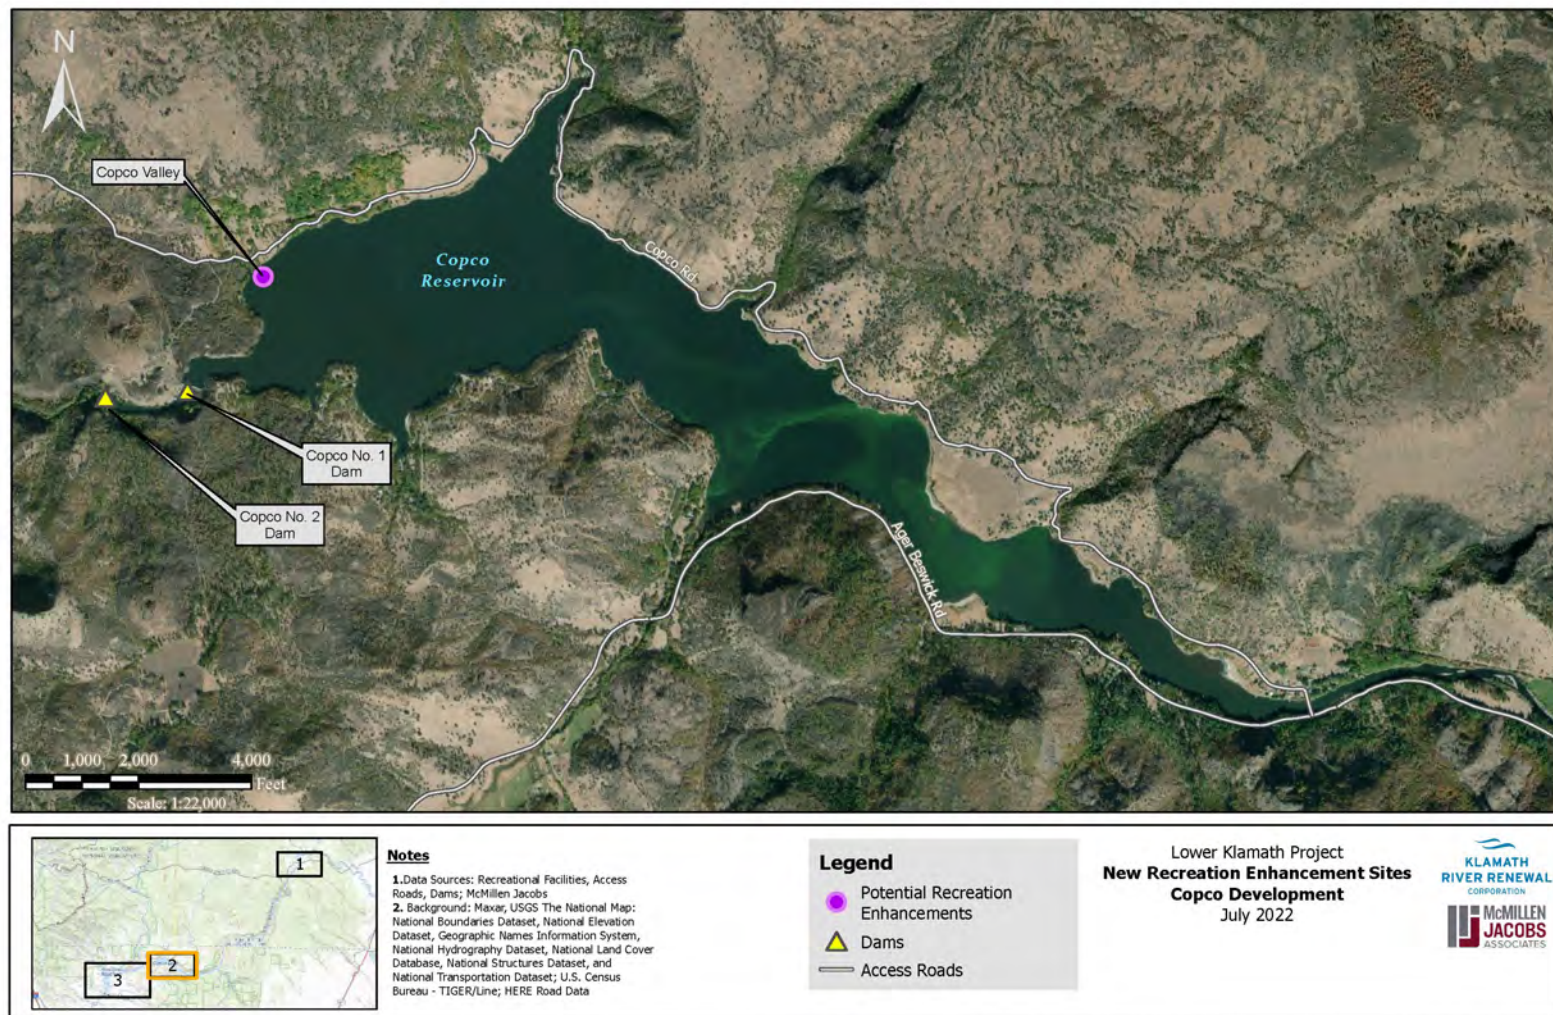 N
Copco Valley
Copco
Reservoir
Copco Rd
Copco No. 1
Dam
Copco No. 2
Dam
Ager Beswick Rd
0 1,000 2,000 4,000
Feet
Scale: 1:22,000
1
2
3
Notes
1.Data Sources: Recreational Facilities, Access
Roads, Dams; McMillen Jacobs
2. Background: Maxar, USGS The National Map:
National Boundaries Dataset, National Elevation
Dataset, Geographic Names Information System,
National Hydrography Dataset, National Land Cover
Database, National Structures Dataset, and
National Transportation Dataset; U.S. Census
Bureau - TIGER/Line; HERE Road Data
Legend
Potential Recreation
Enhancements
Dams
Access Roads
Lower Klamath Project
New Recreation Enhancement Sites
Copco Development
July 2022
KLAMATH
RIVER RENEWAL
CORPORATION
McMILLEN
JACOBS
ASSOCIATES